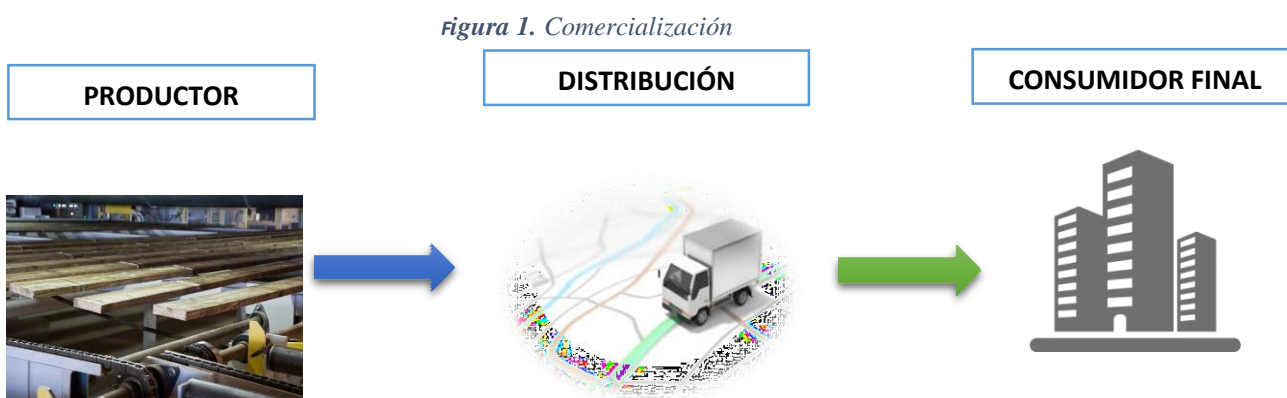 Figura 1. Comercialización
PRODUCTOR
DISTRIBUCIÓN
CONSUMIDOR FINAL